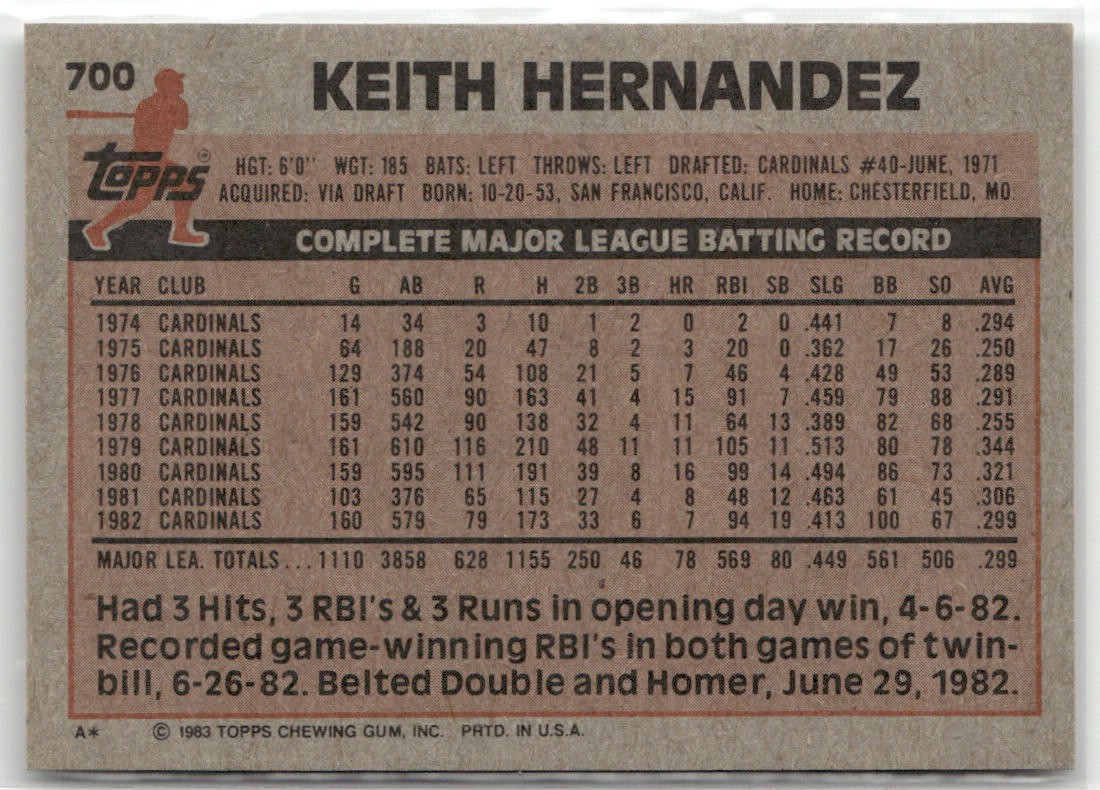 700
KEITH HERNANDEZ
TOPPS®
HGT: 6'0" WGT: 185 BATS: LEFT THROWS: LEFT DRAFTED: CARDINALS #40-JUNE, 1971
ACQUIRED: VIA DRAFT BORN: 10-20-53, SAN FRANCISCO, CALIF. HOME: CHESTERFIELD, MO.
COMPLETE MAJOR LEAGUE BATTING RECORD
YEAR CLUB G AB R H 2B 3B HR RBI SB SLG BB SO AVG
1974 CARDINALS 14 34 3 10 1 2 0 2 0 .441 7 8 .294
1975 CARDINALS 64 188 20 47 8 2 3 20 0 .362 17 26 .250
1976 CARDINALS 129 374 54 108 21 5 7 46 4 .428 49 53 .289
1977 CARDINALS 161 560 90 163 41 4 15 91 7 .459 79 88 .291
1978 CARDINALS 159 542 90 138 32 4 11 64 13 .389 82 68 .255
1979 CARDINALS 161 610 116 210 48 11 11 105 11 .513 80 78 .344
1980 CARDINALS 159 595 111 191 39 8 16 99 14 .494 86 73 .321
1981 CARDINALS 103 376 65 115 27 4 8 48 12 .463 61 45 .306
1982 CARDINALS 160 579 79 173 33 6 7 94 19 .413 100 67 .299
MAJOR LEA. TOTALS ... 1110 3858 628 1155 250 46 78 569 80 .449 561 506 .299
Had 3 Hits, 3 RBI's & 3 Runs in opening day win, 4-6-82.
Recorded game-winning RBI's in both games of twin-
bill, 6-26-82. Belted Double and Homer, June 29, 1982.
A* © 1983 TOPPS CHEWING GUM, INC. PRTD. IN U.S.A.